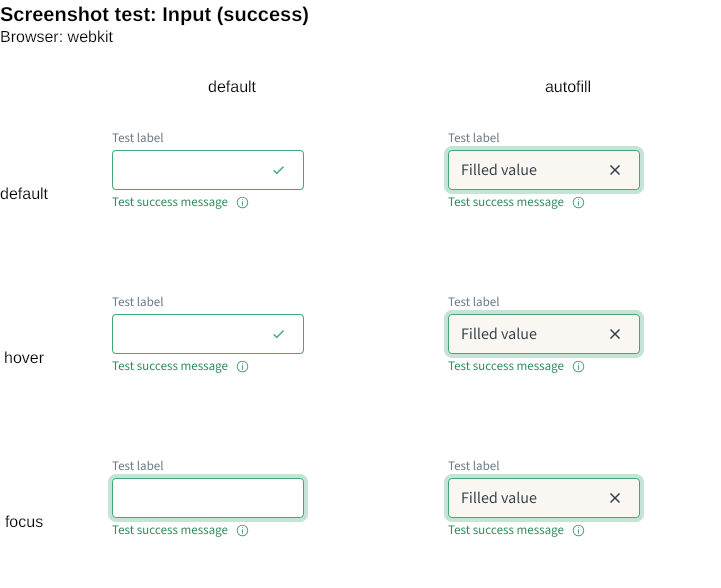 Screenshot test: Input (success)
Browser: webkit
default autofill
Test label Test label
Filled value
default
Test success message Test success message
Test label Test label
Filled value
hover
Test success message Test success message
Test label Test label
Filled value
focus
Test success message Test success message